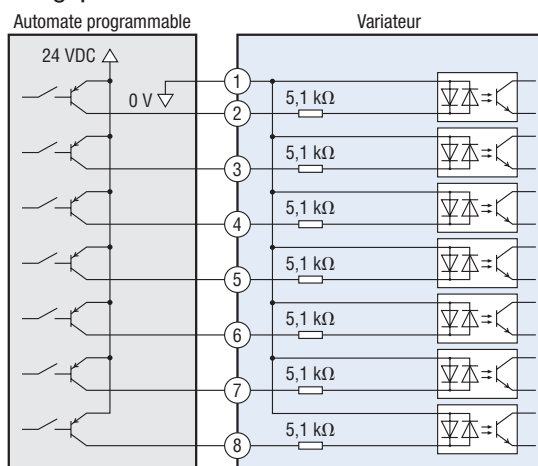 Automate programmable
Variateur
24 VDC
0 V
1
5,1 kΩ
2
5,1 kΩ
3
5,1 kΩ
4
5,1 kΩ
5
5,1 kΩ
6
5,1 kΩ
7
5,1 kΩ
8